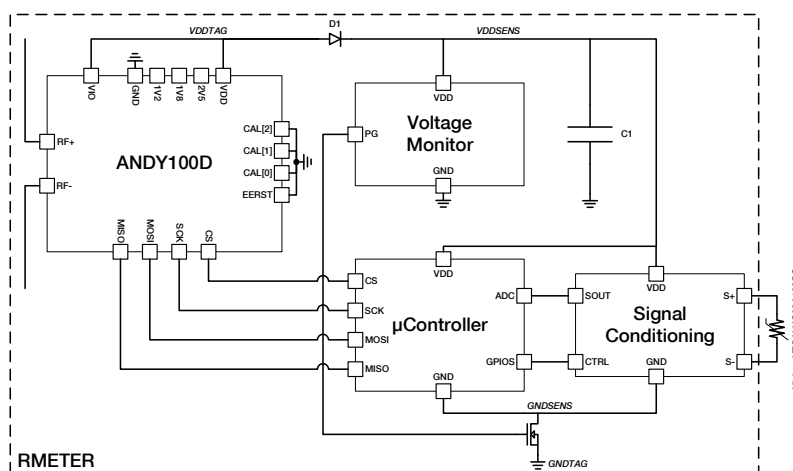 VDDTAG
D1
VDDSENS
VIO
GND
1V2
1V8
2V5
VDD
VDD
RF+
CAL[2]
PG
Voltage
Monitor
C1
CAL[1]
ANDY100D
CAL[0]
RF-
EERST
GND
MISO
MOSI
SCK
CS
VDD
CS
VDD
ADC
SOUT
S+
SCK
µController
Signal
Conditioning
MOSI
GPIOS
CTRL
GND
S-
MISO
GND
GNDSENS
RMETER
GNDTAG